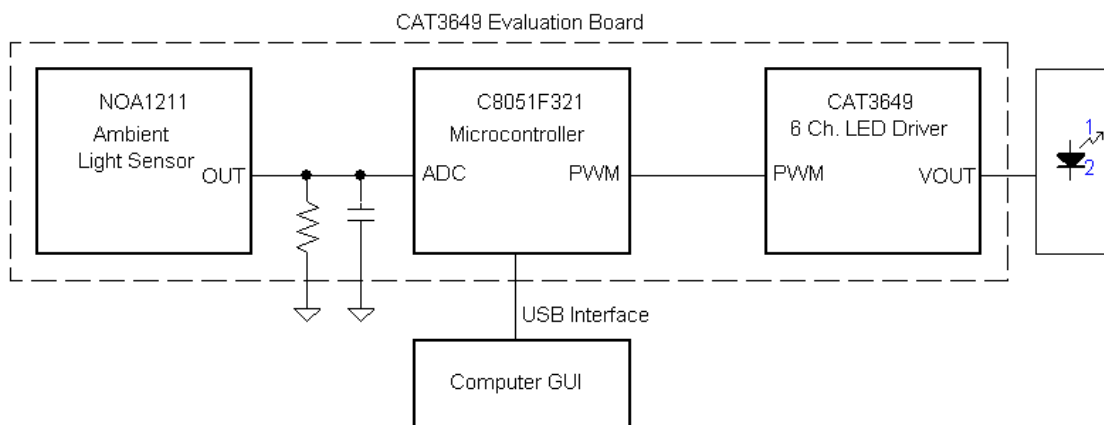 CAT3649 Evaluation Board
NOA1211
Ambient
Light Sensor
OUT
C8051F321
Microcontroller
ADC
PWM
CAT3649
6 Ch. LED Driver
PWM
VOUT
1
2
USB Interface
Computer GUI